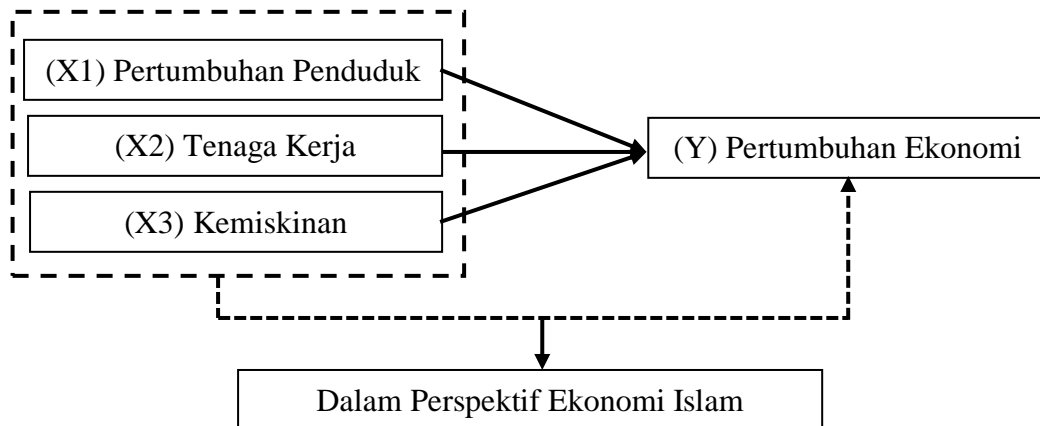 (X1) Pertumbuhan Penduduk
(X2) Tenaga Kerja
(X3) Kemiskinan
(Y) Pertumbuhan Ekonomi
Dalam Perspektif Ekonomi Islam